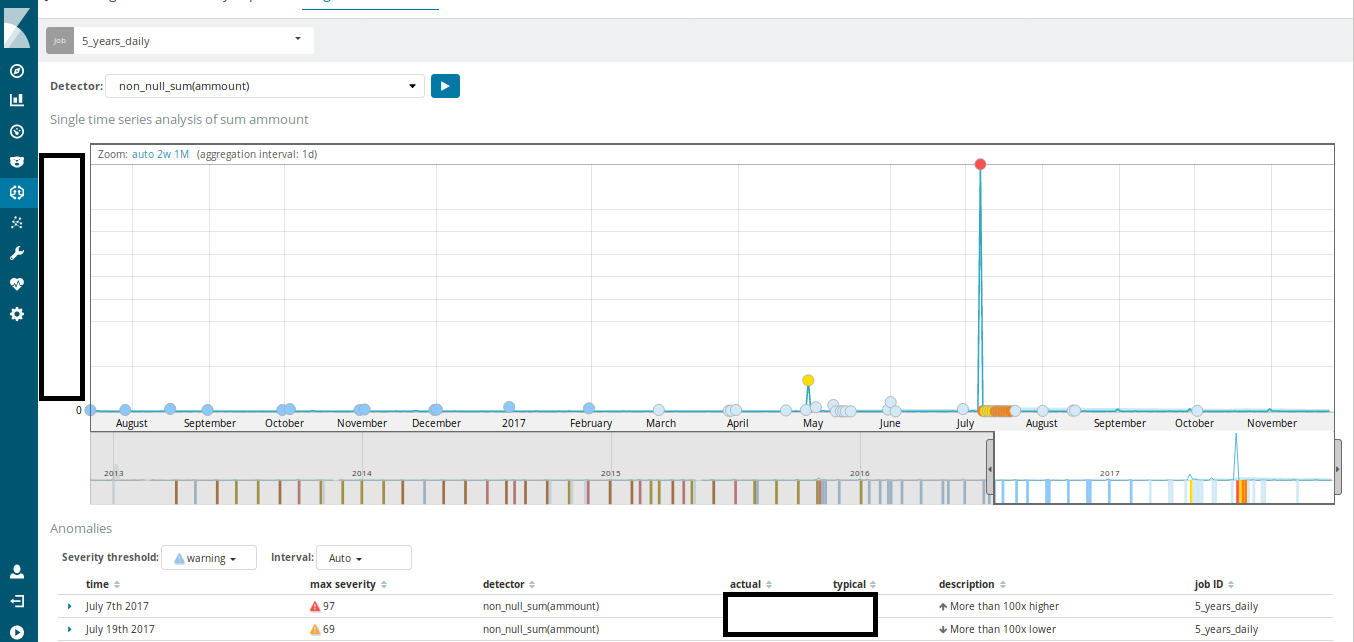 job 5_years_daily
Detector: non_null_sum(ammount)
Single time series analysis of sum ammount
Zoom: auto 2w 1M (aggregation interval: 1d)
0
August September October November December 2017 February March April May June July August September October November
2013 2014 2015 2016 2017
Anomalies
Severity threshold: warning Interval: Auto
time max severity detector actual typical description job ID
July 7th 2017 97 non_null_sum(ammount) More than 100x higher 5_years_daily
July 19th 2017 69 non_null_sum(ammount) More than 100x lower 5_years_daily